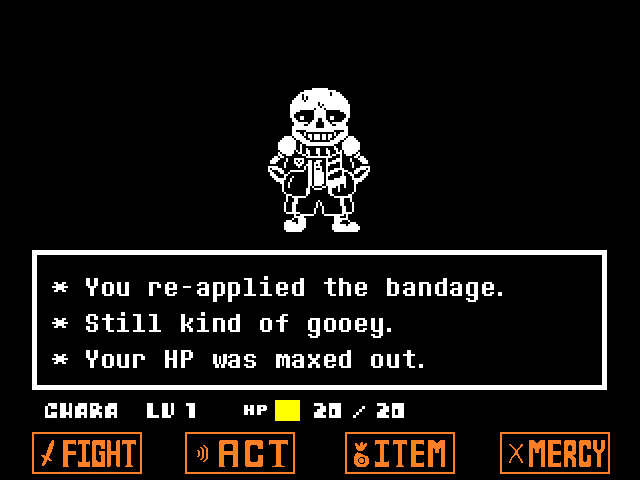 * You re-applied the bandage.
* Still kind of gooey.
* Your HP was maxed out.
CHARA LV 1 HP 20 / 20
FIGHT ACT ITEM MERCY